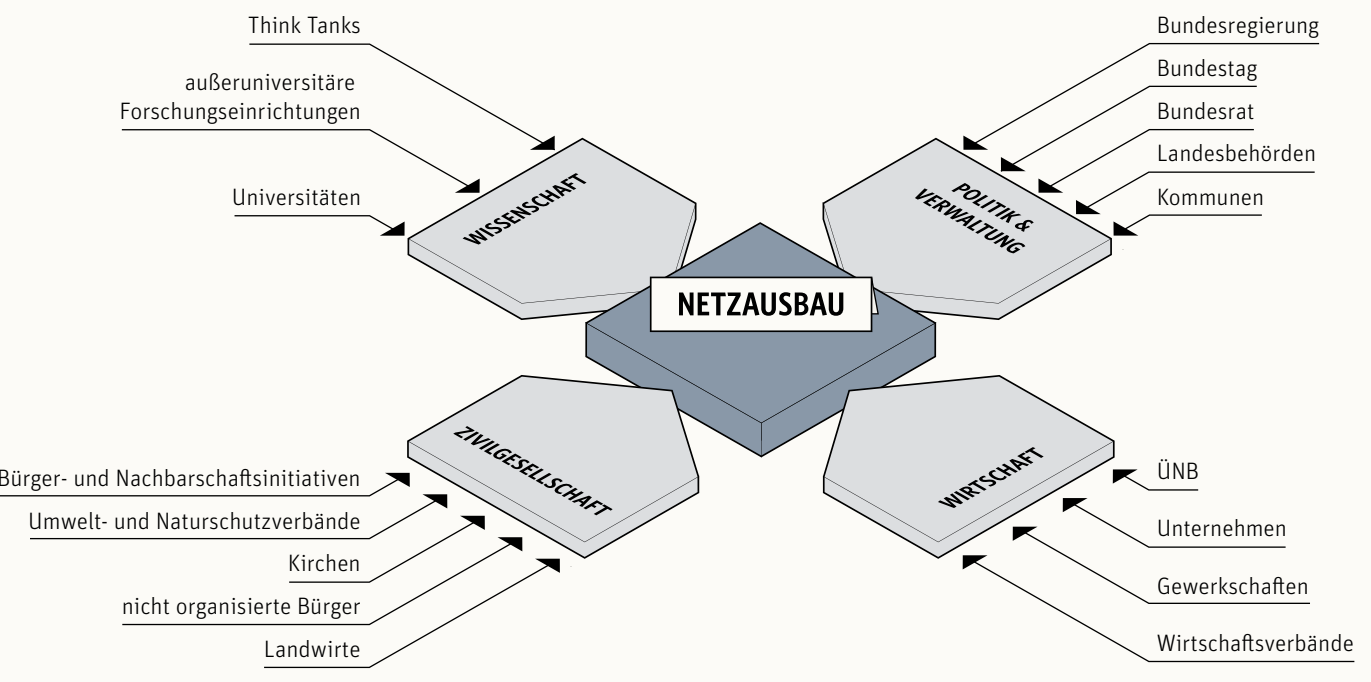 Think Tanks
außeruniversitäre
Forschungseinrichtungen
Universitäten
WISSENSCHAFT
Bundesregierung
Bundestag
Bundesrat
Landesbehörden
Kommunen
POLITIK &
VERWALTUNG
NETZAUSBAU
ZIVILGESELLSCHAFT
Bürger- und Nachbarschaftsinitiativen
Umwelt- und Naturschutzverbände
Kirchen
nicht organisierte Bürger
Landwirte
WIRTSCHAFT
ÜNB
Unternehmen
Gewerkschaften
Wirtschaftsverbände